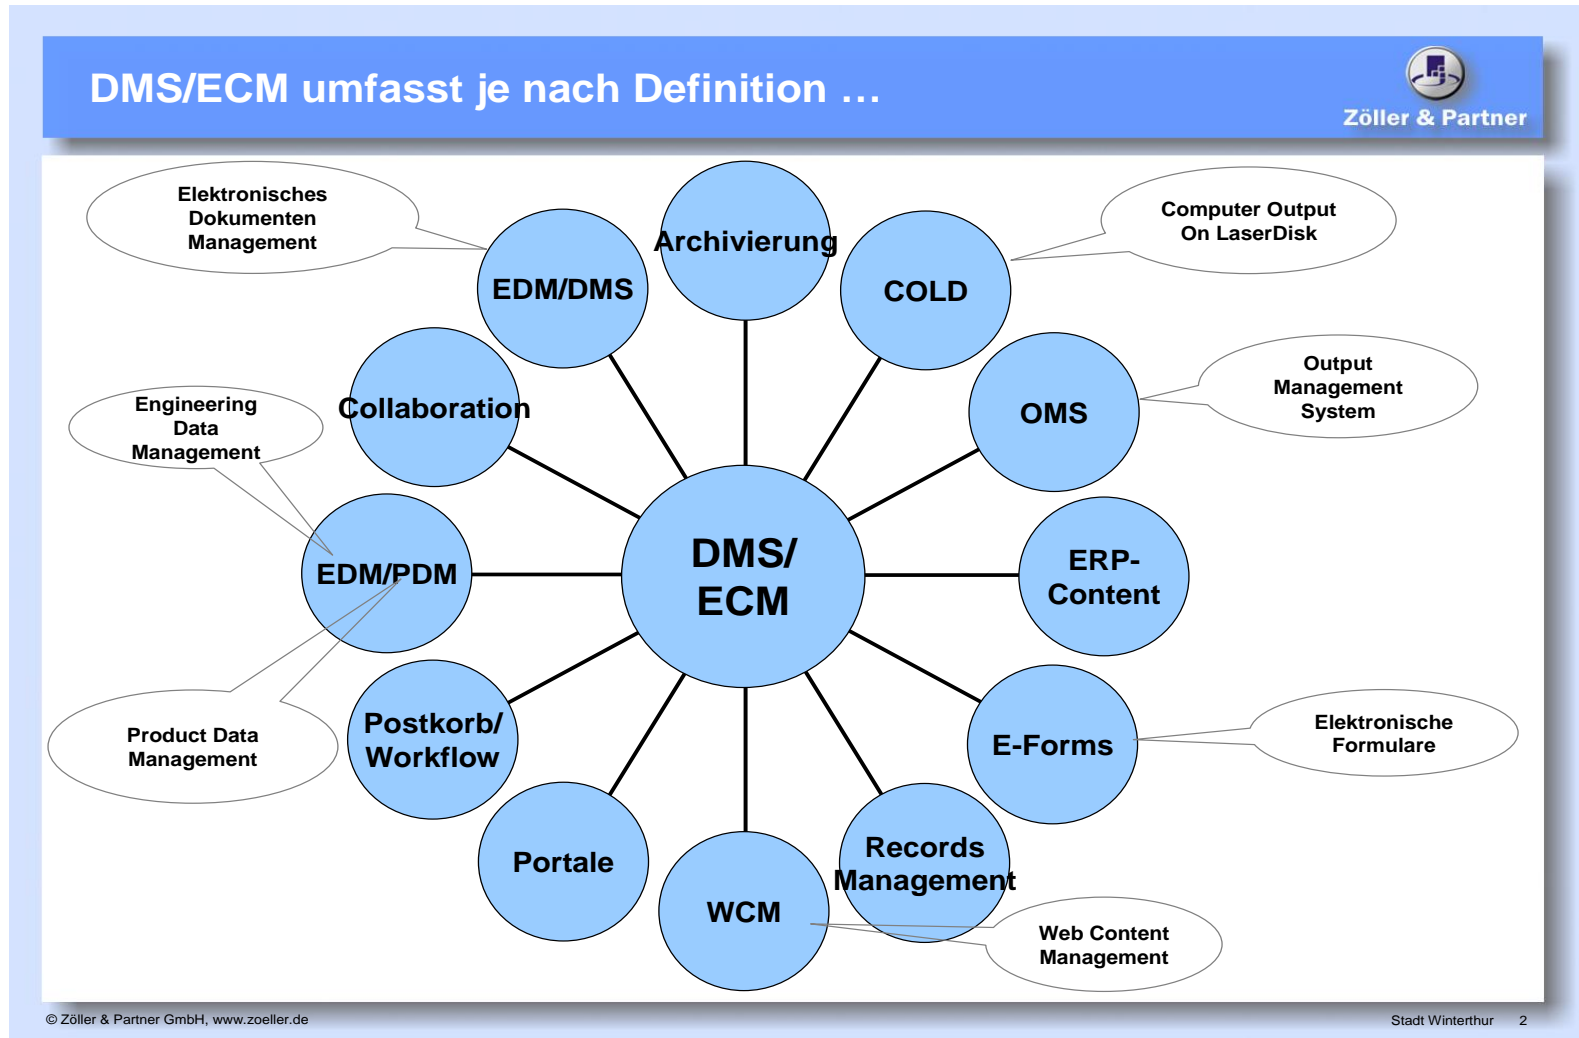 DMS/ECM umfasst je nach Definition …
Zöller & Partner
Elektronisches
Dokumenten
Management
EDM/DMS
Archivierung
COLD
Computer Output
On LaserDisk
Collaboration
OMS
Output
Management
System
Engineering
Data
Management
EDM/PDM
DMS/
ECM
ERP-
Content
Product Data
Management
Postkorb/
Workflow
E-Forms
Elektronische
Formulare
Portale
WCM
Records
Management
Web Content
Management
© Zöller & Partner GmbH, www.zoeller.de
Stadt Winterthur 2